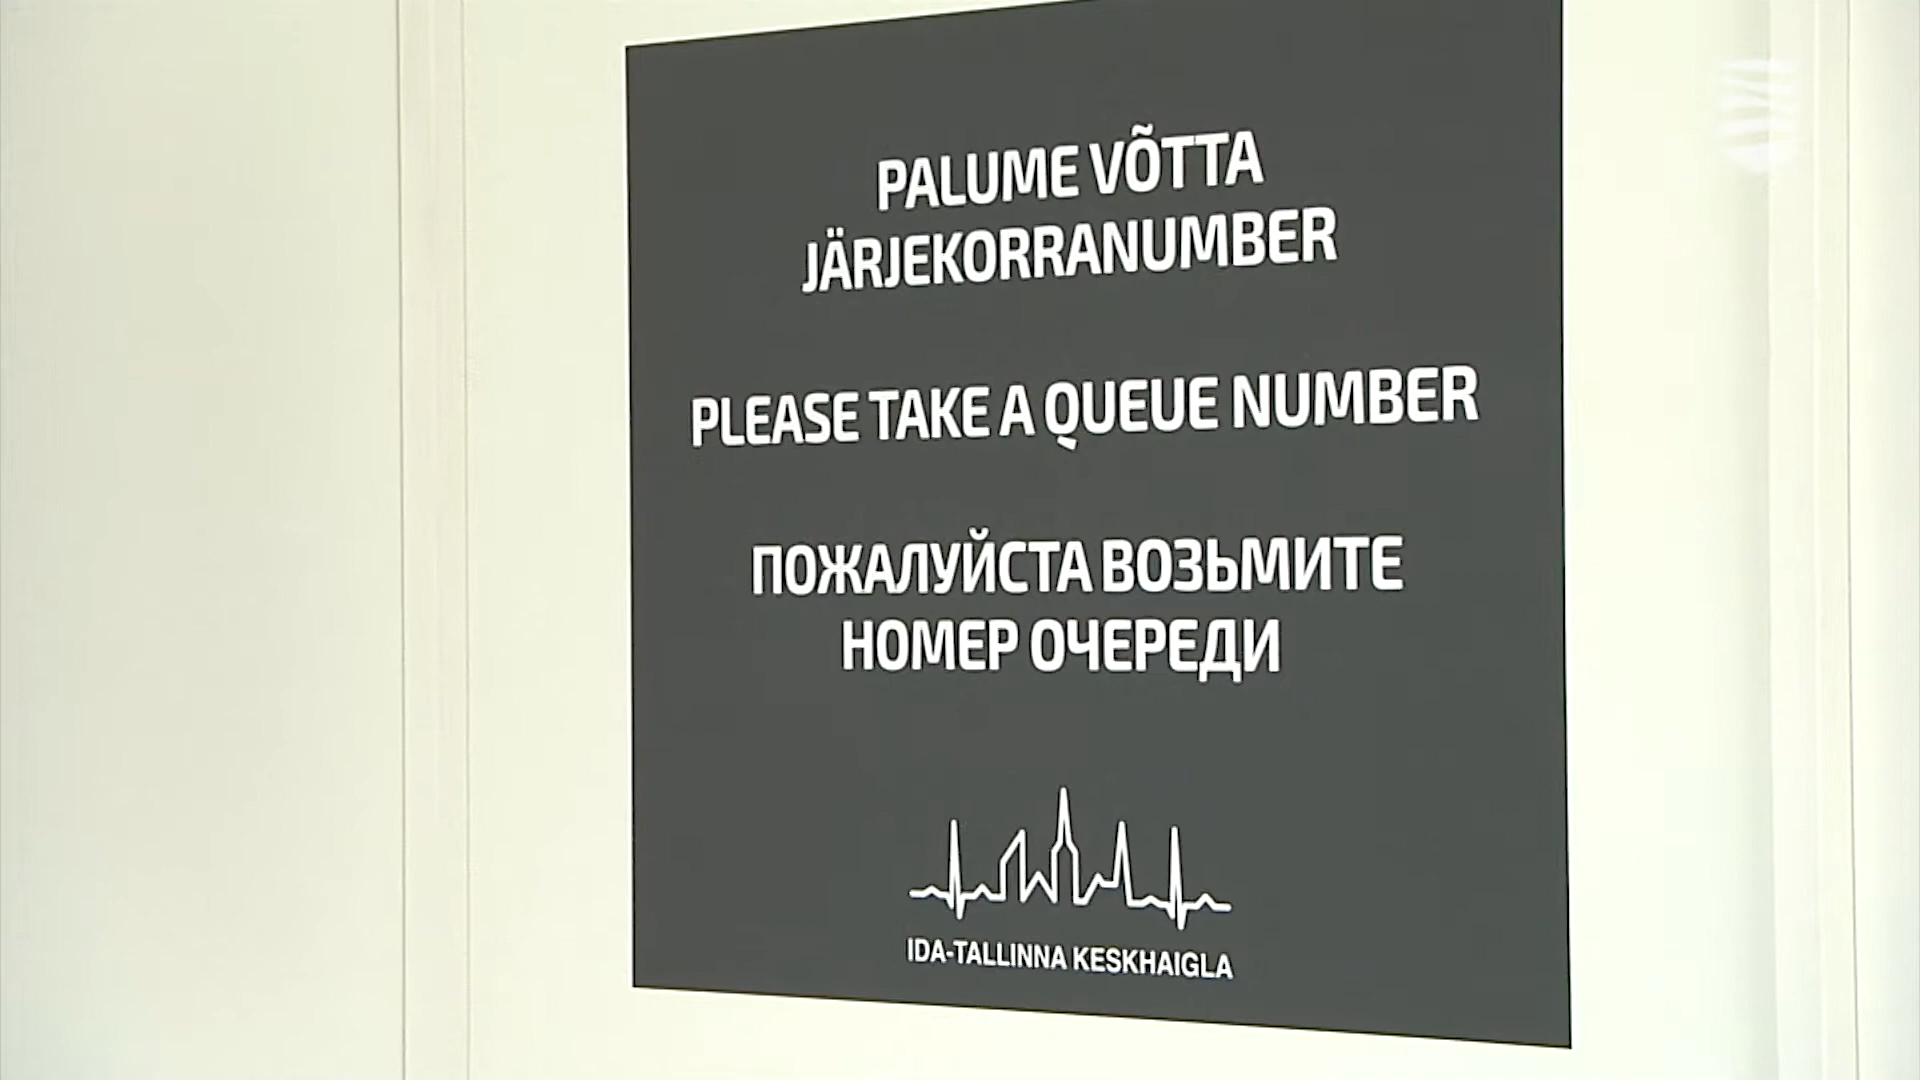 PALUME VÕTTA
JÄRJEKORRANUMBER
PLEASE TAKE A QUEUE NUMBER
ПОЖАЛУЙСТА ВОЗЬМИТЕ
НОМЕР ОЧЕРЕДИ
IDA-TALLINNA KESKHAIGLA